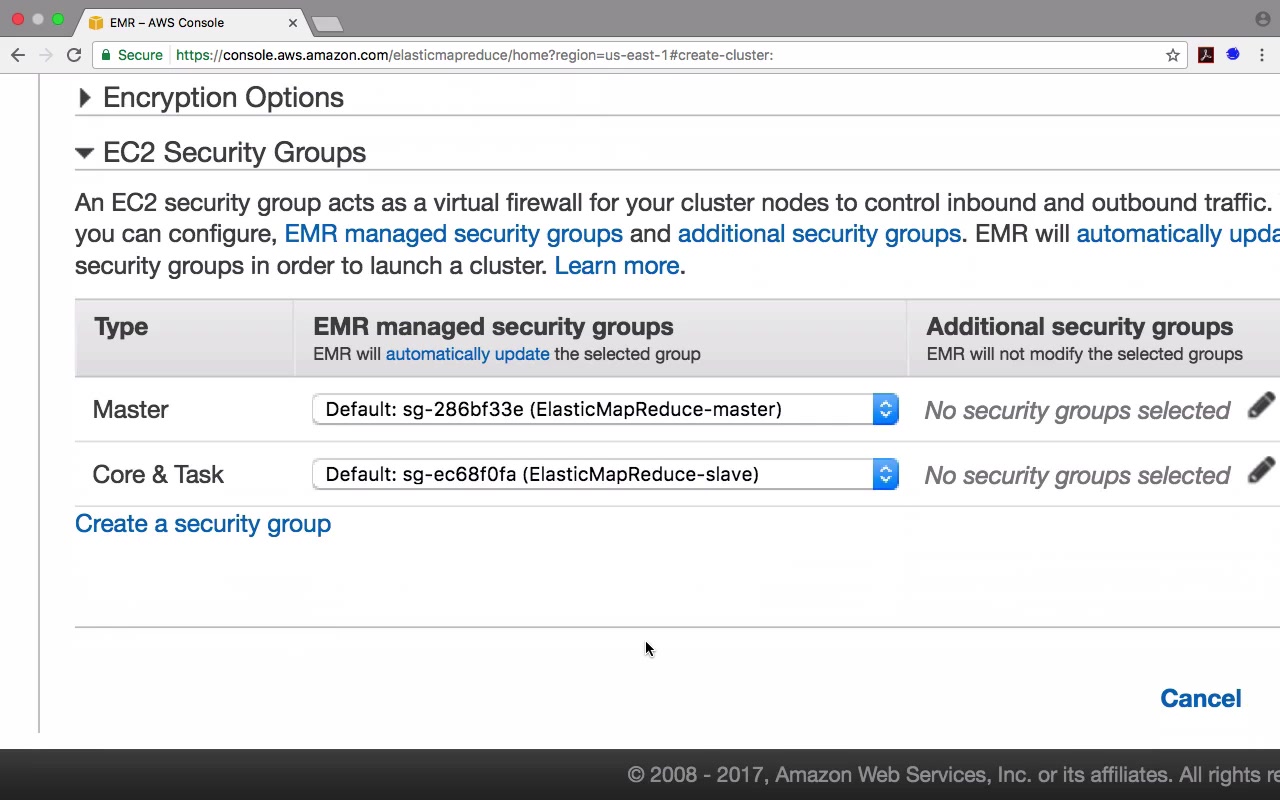 EMR – AWS Console
Secure https://console.aws.amazon.com/elasticmapreduce/home?region=us-east-1#create-cluster:
Encryption Options
EC2 Security Groups
An EC2 security group acts as a virtual firewall for your cluster nodes to control inbound and outbound traffic.
you can configure, EMR managed security groups and additional security groups. EMR will automatically upda
security groups in order to launch a cluster. Learn more.
Type EMR managed security groups Additional security groups
EMR will automatically update the selected group EMR will not modify the selected groups
Master Default: sg-286bf33e (ElasticMapReduce-master) No security groups selected
Core & Task Default: sg-ec68f0fa (ElasticMapReduce-slave) No security groups selected
Create a security group
Cancel
© 2008 - 2017, Amazon Web Services, Inc. or its affiliates. All rights re